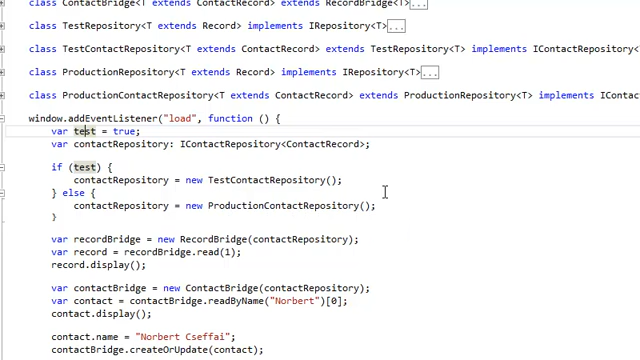 class ContactBridge<T extends ContactRecord> extends RecordBridge<T>...
class TestRepository<T extends Record> implements IRepository<T>...
class TestContactRepository<T extends ContactRecord> extends TestRepository<T> implements IContactRepository<
class ProductionRepository<T extends Record> implements IRepository<T>...
class ProductionContactRepository<T extends ContactRecord> extends ProductionRepository<T> implements IConta
window.addEventListener("load", function () {
var test = true;
var contactRepository: IContactRepository<ContactRecord>;
if (test) {
contactRepository = new TestContactRepository();
} else {
contactRepository = new ProductionContactRepository();
}
var recordBridge = new RecordBridge(contactRepository);
var record = recordBridge.read(1);
record.display();
var contactBridge = new ContactBridge(contactRepository);
var contact = contactBridge.readByName("Norbert")[0];
contact.display();
contact.name = "Norbert Cseffai";
contactBridge.createOrUpdate(contact);